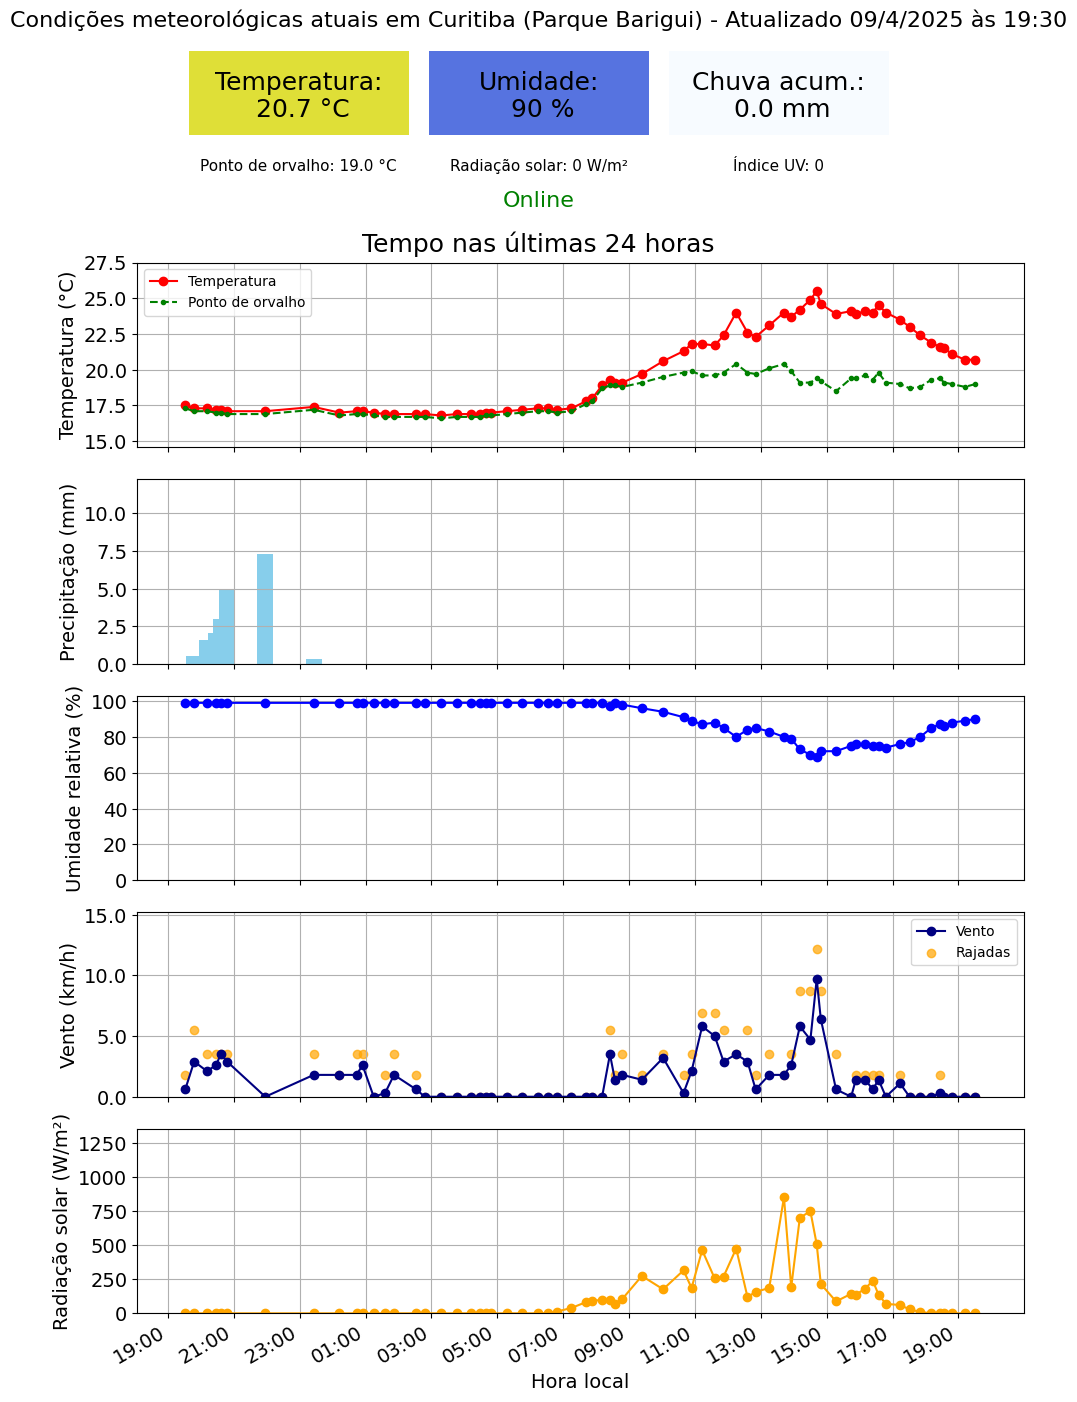 Condições meteorológicas atuais em Curitiba (Parque Barigui) - Atualizado 09/4/2025 às 19:30
Temperatura:
20.7 °C
Umidade:
90 %
Chuva acum.:
0.0 mm
Ponto de orvalho: 19.0 °C
Radiação solar: 0 W/m²
Índice UV: 0
Online
Tempo nas últimas 24 horas
Temperatura (°C)
27.5
25.0
22.5
20.0
17.5
15.0
Temperatura
Ponto de orvalho
Precipitação (mm)
10.0
7.5
5.0
2.5
0.0
Umidade relativa (%)
100
80
60
40
20
0
Vento (km/h)
15.0
10.0
5.0
0.0
Vento
Rajadas
Radiação solar (W/m²)
1250
1000
750
500
250
0
19:00
21:00
23:00
01:00
03:00
05:00
07:00
09:00
11:00
13:00
15:00
17:00
19:00
Hora local